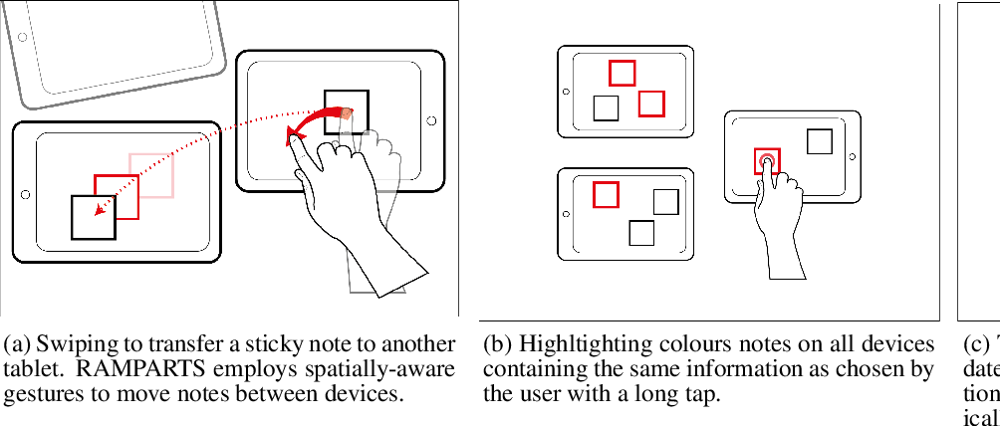 (a) Swiping to transfer a sticky note to another
tablet. RAMPARTS employs spatially-aware
gestures to move notes between devices.
(b) Highltighting colours notes on all devices
containing the same information as chosen by
the user with a long tap.
(c)
date
tion
ical